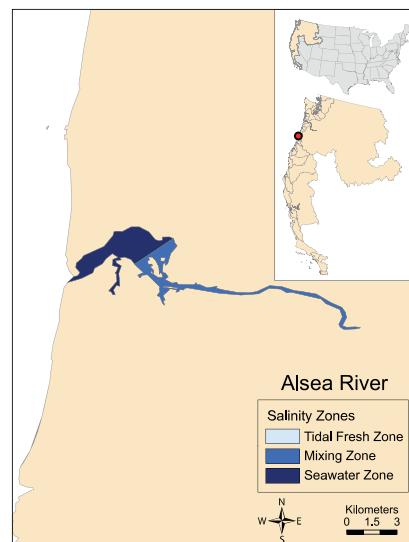 Alsea River
Salinity Zones
Tidal Fresh Zone
Mixing Zone
Seawater Zone
N
W E
S
Kilometers
0 1.5 3